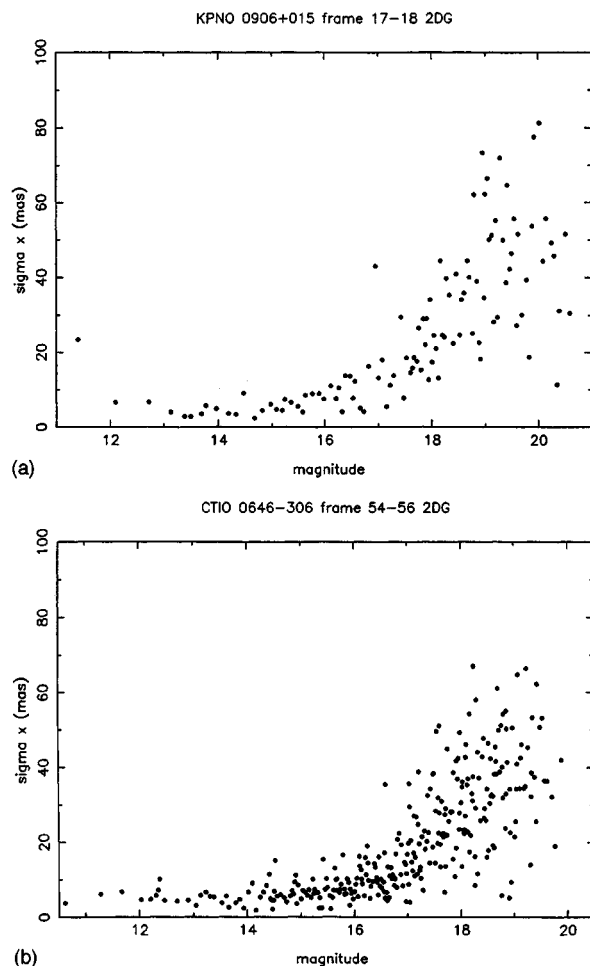 KPNO 0906+015 frame 17-18 2DG
100
80
60
40
20
0
sigma x (mas)
12 14 16 18 20
magnitude
(a)
CTIO 0646-306 frame 54-56 2DG
100
80
60
40
20
0
sigma x (mas)
12 14 16 18 20
magnitude
(b)